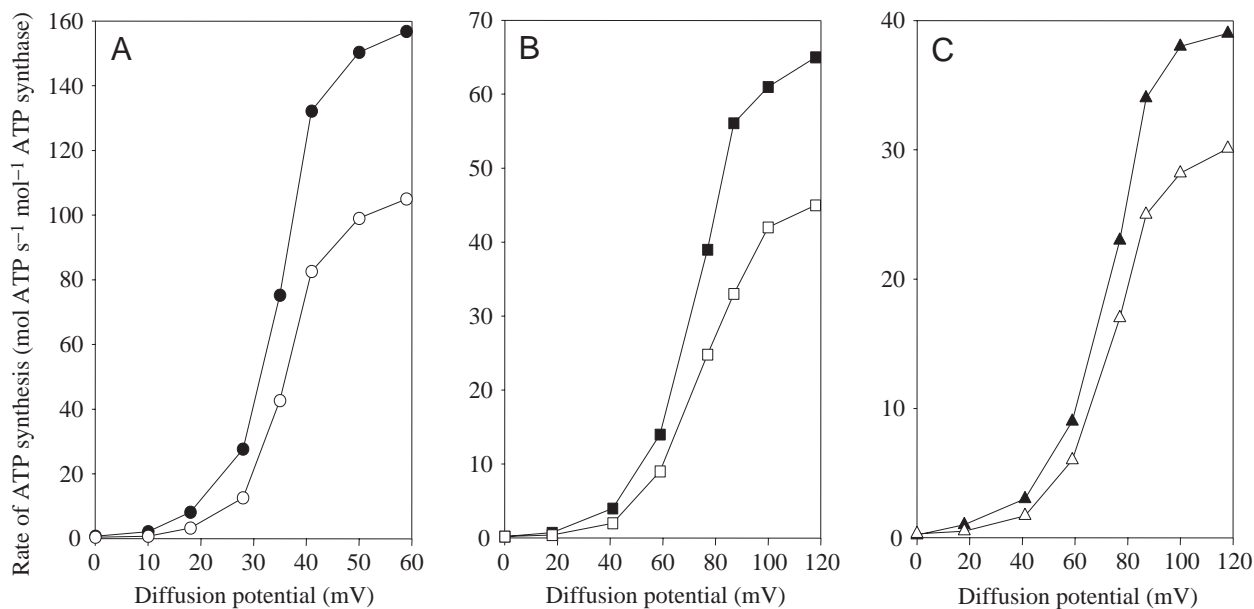 Rate of ATP synthesis (mol ATP s⁻¹ mol⁻¹ ATP synthase)
A
160
140
120
100
80
60
40
20
0
0 10 20 30 40 50 60
Diffusion potential (mV)
B
70
60
50
40
30
20
10
0
0 20 40 60 80 100 120
Diffusion potential (mV)
C
40
30
20
10
0
0 20 40 60 80 100 120
Diffusion potential (mV)